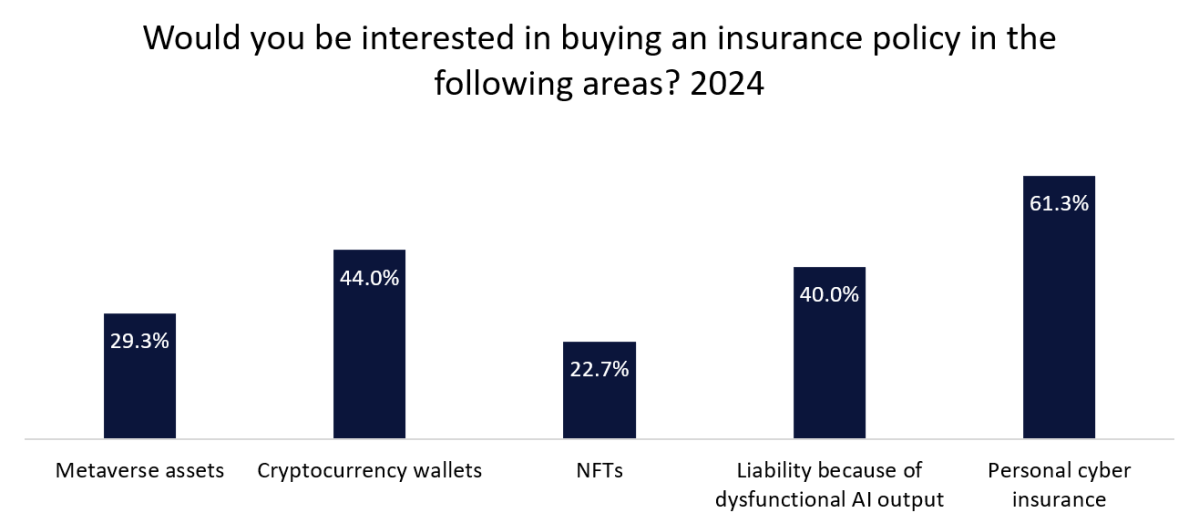 Would you be interested in buying an insurance policy in the
following areas? 2024
61.3%
44.0%
40.0%
29.3%
22.7%
Metaverse assets
Cryptocurrency wallets
NFTs
Liability because of
dysfunctional AI output
Personal cyber
insurance